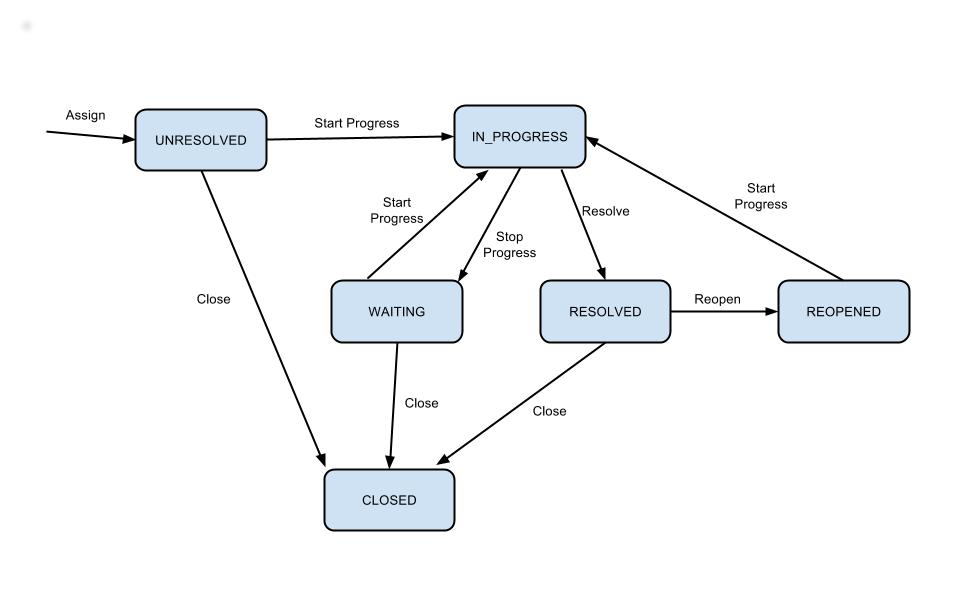 Assign
UNRESOLVED
Start Progress
IN_PROGRESS
Start
Progress
Stop
Progress
Resolve
Start
Progress
Close
WAITING
RESOLVED
Reopen
REOPENED
Close
Close
CLOSED